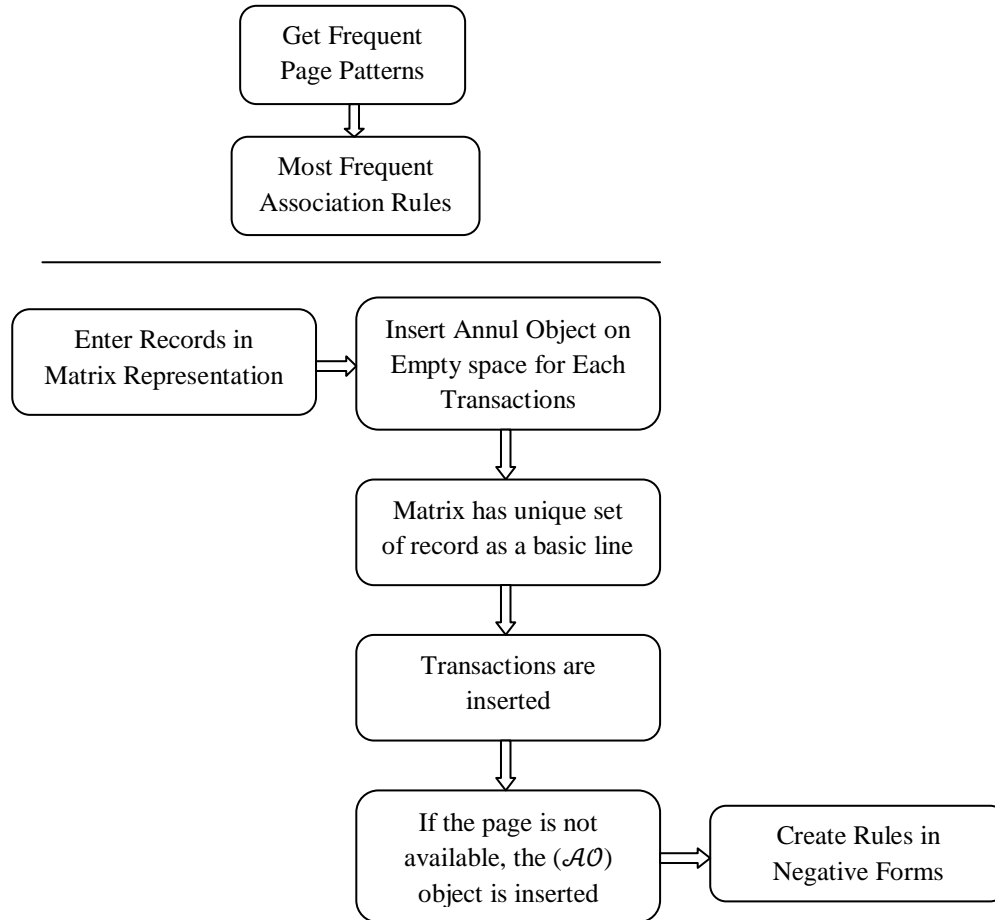 Get Frequent
Page Patterns
Most Frequent
Association Rules
Enter Records in
Matrix Representation
Insert Annul Object on
Empty space for Each
Transactions
Matrix has unique set
of record as a basic line
Transactions are
inserted
If the page is not
available, the (𝒜𝒪)
object is inserted
Create Rules in
Negative Forms